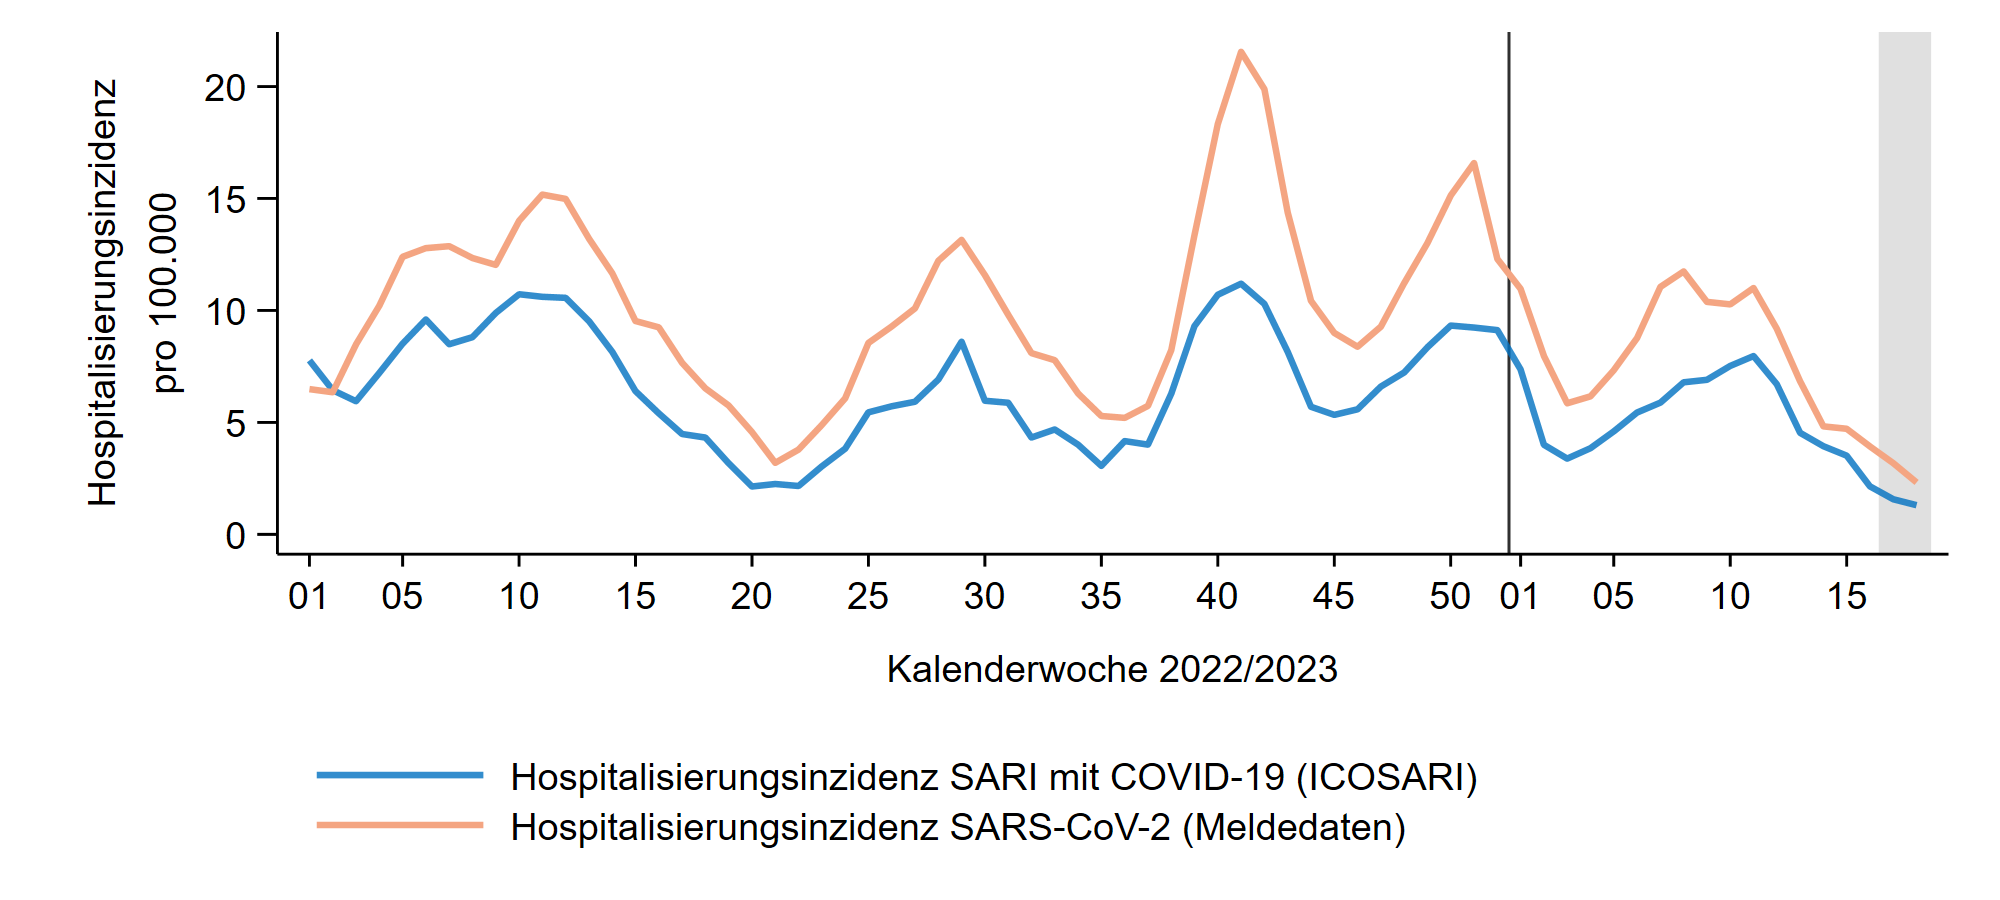 Hospitalisierungsinzidenz
pro 100.000
20
15
10
5
0
01 05 10 15 20 25 30 35 40 45 50 01 05 10 15
Kalenderwoche 2022/2023
Hospitalisierungsinzidenz SARI mit COVID-19 (ICOSARI)
Hospitalisierungsinzidenz SARS-CoV-2 (Meldedaten)